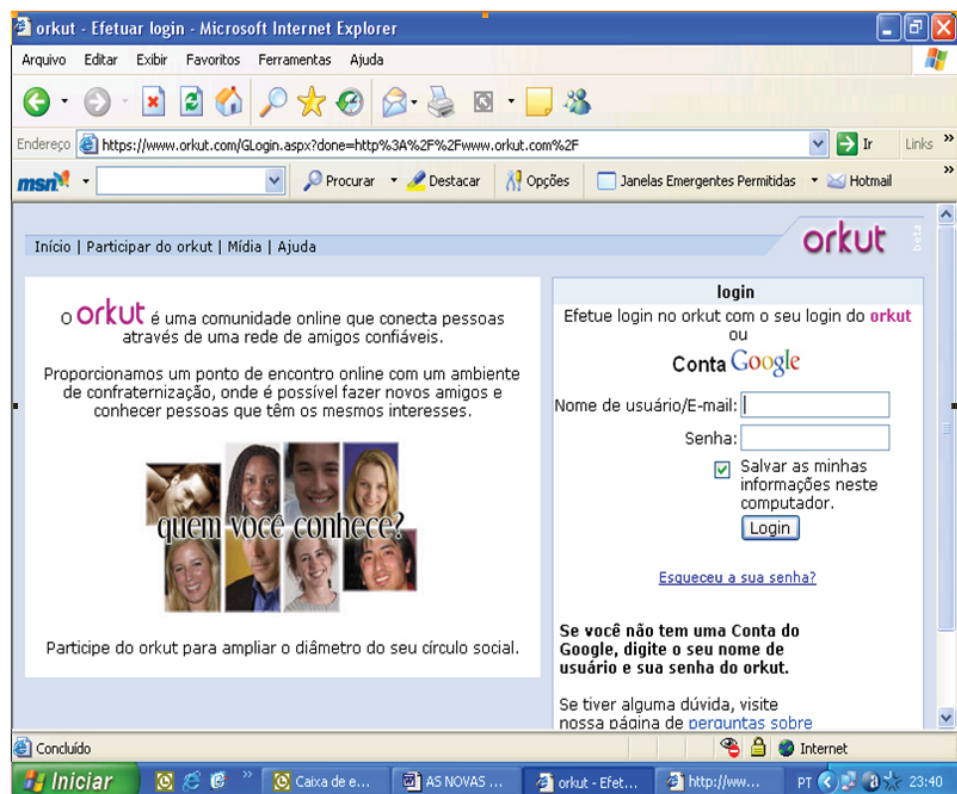 orkut - Efetuar login - Microsoft Internet Explorer
Arquivo Editar Exibir Favoritos Ferramentas Ajuda
Endereço https://www.orkut.com/GLogin.aspx?done=http%3A%2F%2Fwww.orkut.com%2F Ir Links »
msn Procurar Destacar Opções Janelas Emergentes Permitidas Hotmail »
Início | Participar do orkut | Mídia | Ajuda
orkut beta
O orkut é uma comunidade online que conecta pessoas
através de uma rede de amigos confiáveis.
Proporcionamos um ponto de encontro online com um ambiente
de confraternização, onde é possível fazer novos amigos e
conhecer pessoas que têm os mesmos interesses.
quem você conhece?
Participe do orkut para ampliar o diâmetro do seu círculo social.
login
Efetue login no orkut com o seu login do orkut
ou
Conta Google
Nome de usuário/E-mail:
Senha:
Salvar as minhas
informações neste
computador.
Login
Esqueceu a sua senha?
Se você não tem uma Conta do
Google, digite o seu nome de
usuário e sua senha do orkut.
Se tiver alguma dúvida, visite
nossa página de perguntas sobre
Concluído Internet
Iniciar » Caixa de e... AS NOVAS ... orkut - Efet... http://ww... PT 23:40